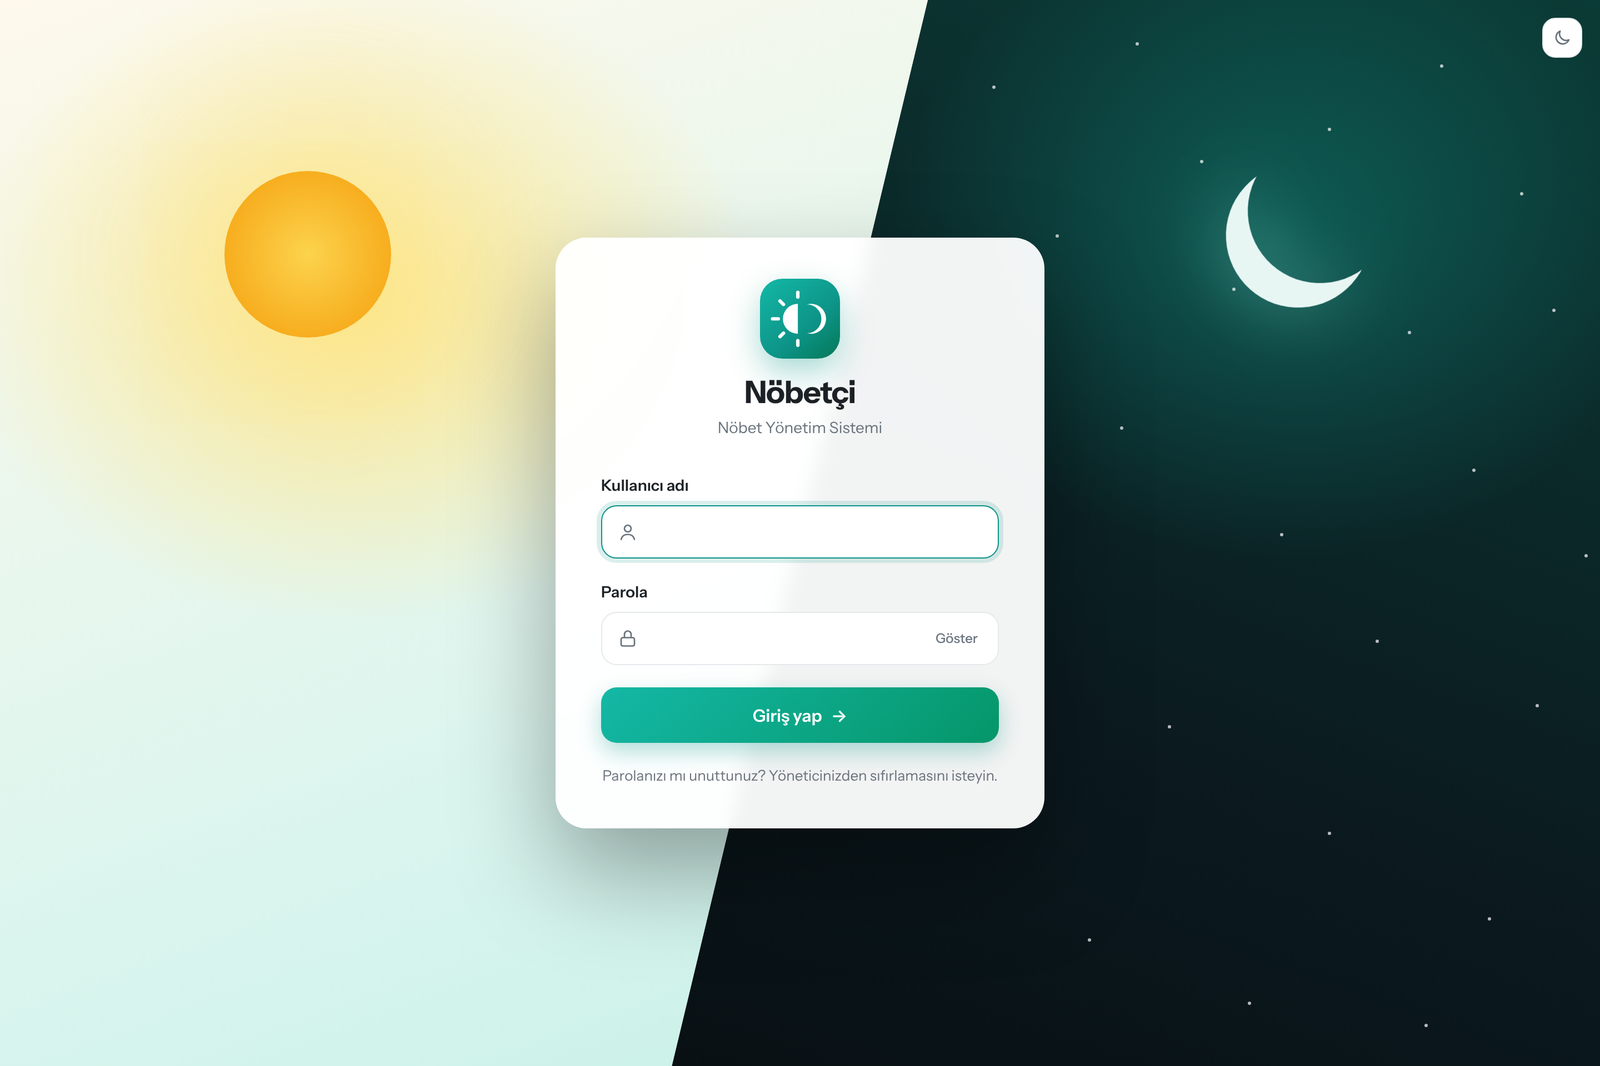 Nöbetçi
Nöbet Yönetim Sistemi
Kullanıcı adı
Parola
Göster
Giriş yap →
Parolanızı mı unuttunuz? Yöneticinizden sıfırlamasını isteyin.